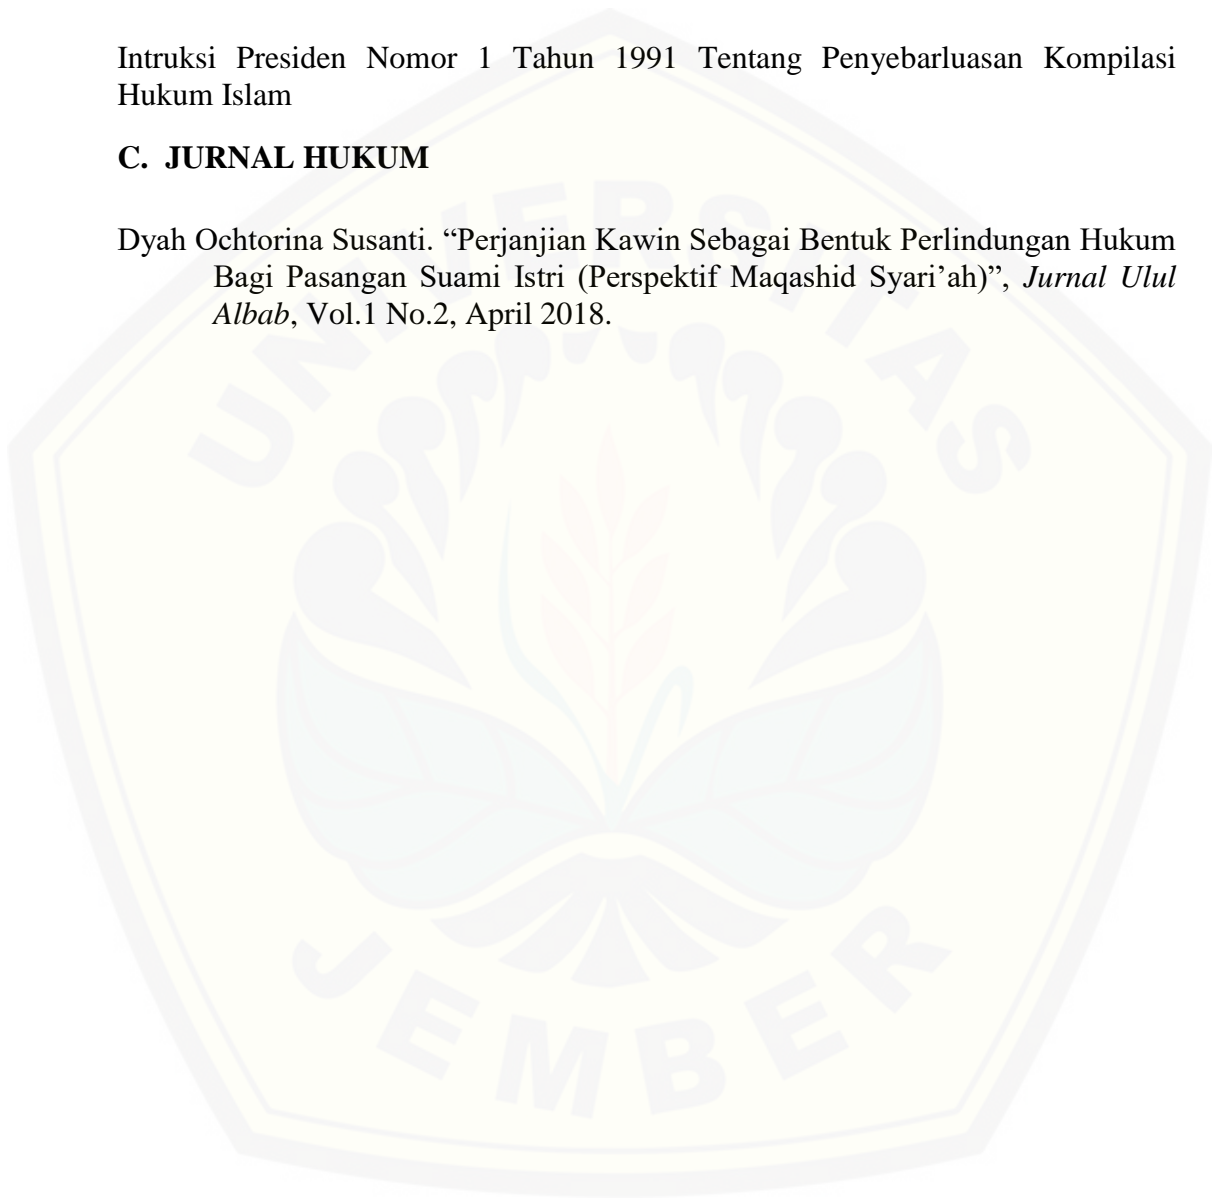 Intruksi Presiden Nomor 1 Tahun 1991 Tentang Penyebarluasan Kompilasi
Hukum Islam
C. JURNAL HUKUM
Dyah Ochtorina Susanti. “Perjanjian Kawin Sebagai Bentuk Perlindungan Hukum
Bagi Pasangan Suami Istri (Perspektif Maqashid Syari’ah)”, Jurnal Ulul
Albab, Vol.1 No.2, April 2018.
UNIVERSITAS
JEMBER